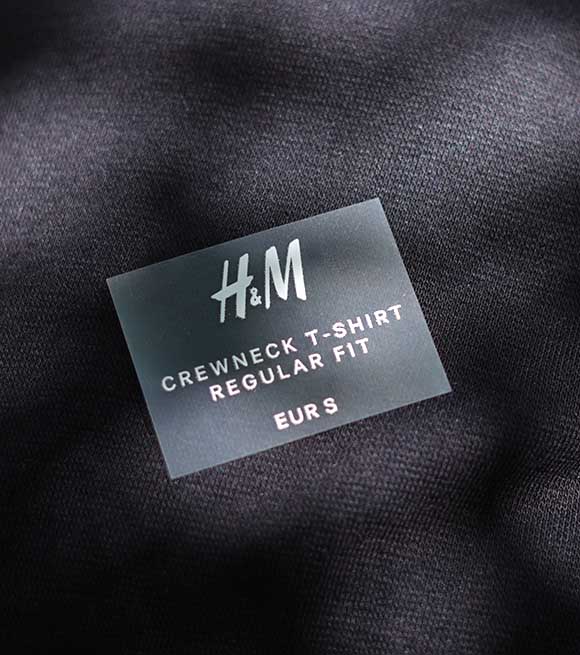 H&M
CREWNECK T-SHIRT
REGULAR FIT
EUR S